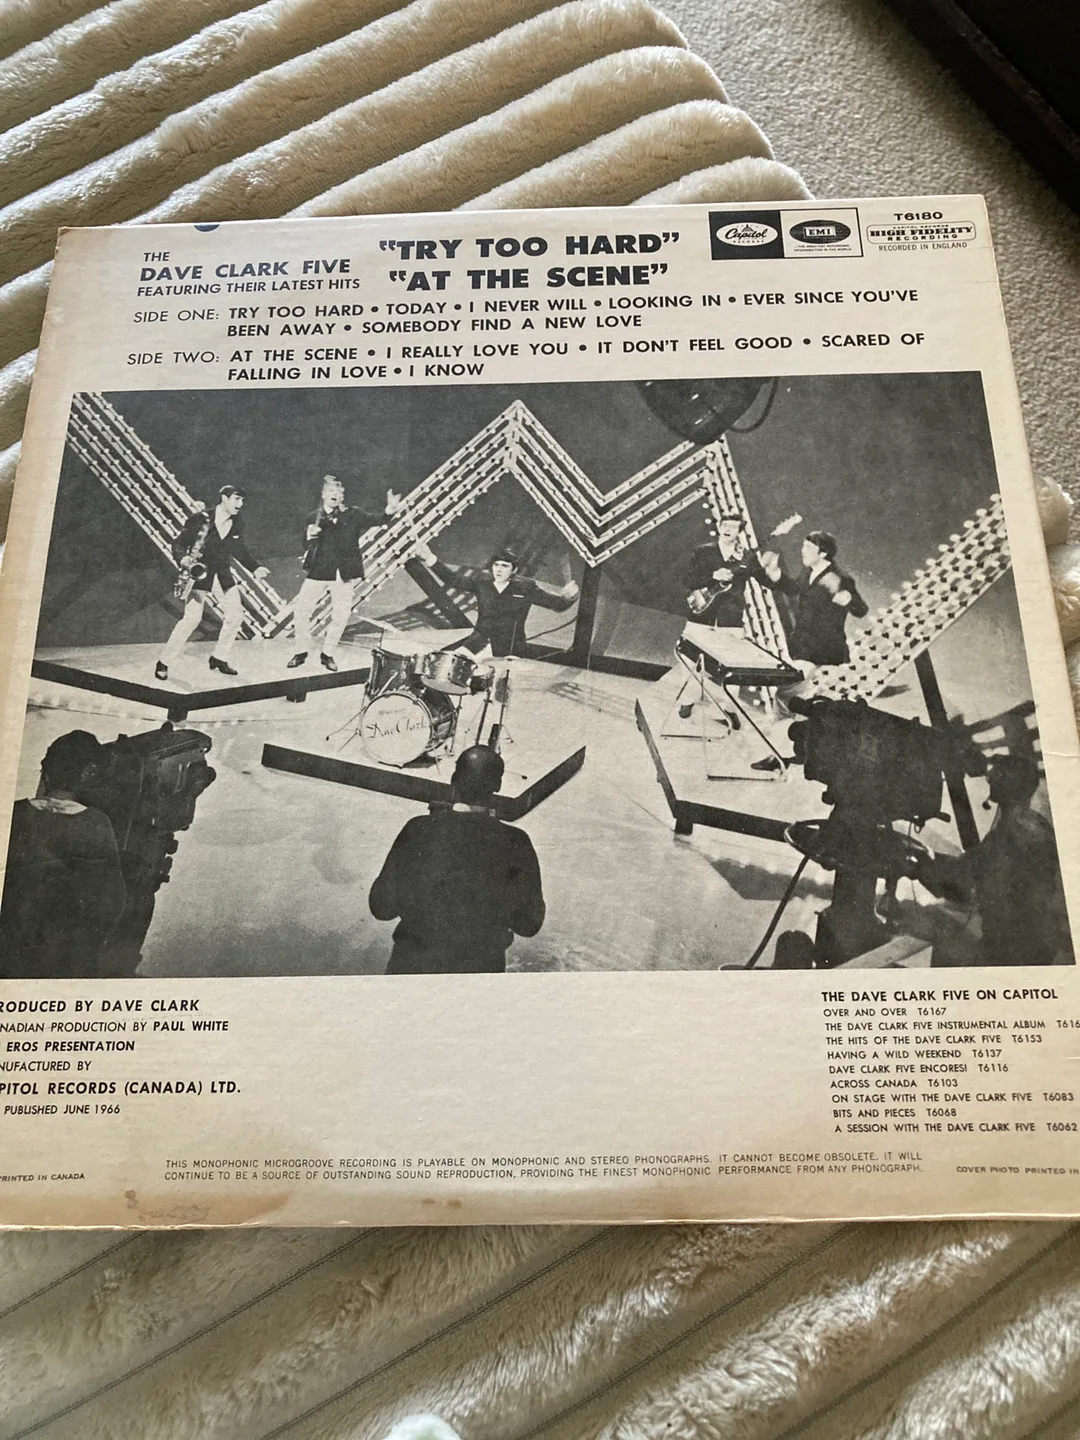 THE
DAVE CLARK FIVE
FEATURING THEIR LATEST HITS
"TRY TOO HARD"
"AT THE SCENE"
Capitol
RECORDS
EMI
T6180
HIGH FIDELITY
RECORDING
RECORDED IN ENGLAND
SIDE ONE: TRY TOO HARD • TODAY • I NEVER WILL • LOOKING IN • EVER SINCE YOU'VE
BEEN AWAY • SOMEBODY FIND A NEW LOVE
SIDE TWO: AT THE SCENE • I REALLY LOVE YOU • IT DON'T FEEL GOOD • SCARED OF
FALLING IN LOVE • I KNOW
Dave Clark
RODUCED BY DAVE CLARK
NADIAN PRODUCTION BY PAUL WHITE
EROS PRESENTATION
NUFACTURED BY
PITOL RECORDS (CANADA) LTD.
PUBLISHED JUNE 1966
THE DAVE CLARK FIVE ON CAPITOL
OVER AND OVER T6167
THE DAVE CLARK FIVE INSTRUMENTAL ALBUM T616
THE HITS OF THE DAVE CLARK FIVE T6153
HAVING A WILD WEEKEND T6137
DAVE CLARK FIVE ENCORES! T6116
ACROSS CANADA T6103
ON STAGE WITH THE DAVE CLARK FIVE T6083
BITS AND PIECES T6068
A SESSION WITH THE DAVE CLARK FIVE T6062
THIS MONOPHONIC MICROGROOVE RECORDING IS PLAYABLE ON MONOPHONIC AND STEREO PHONOGRAPHS. IT CANNOT BECOME OBSOLETE. IT WILL
CONTINUE TO BE A SOURCE OF OUTSTANDING SOUND REPRODUCTION, PROVIDING THE FINEST MONOPHONIC PERFORMANCE FROM ANY PHONOGRAPH.
RINTED IN CANADA
COVER PHOTO PRINTED IN